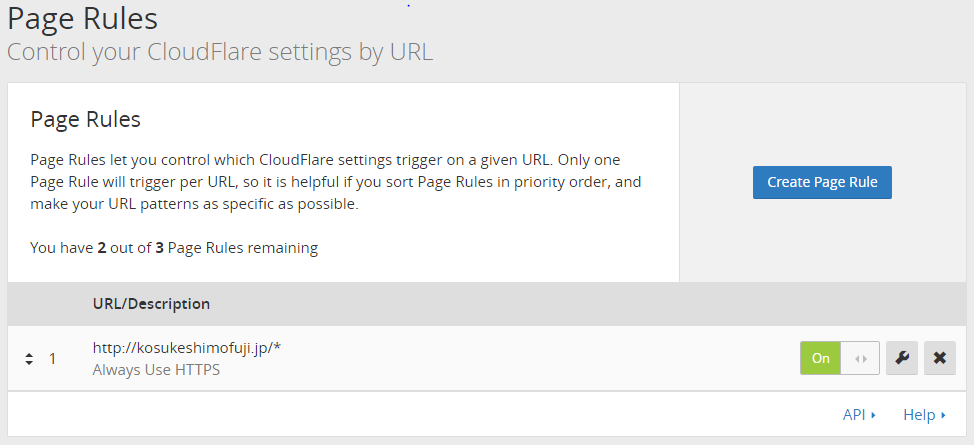 Page Rules
Control your CloudFlare settings by URL
Page Rules
Page Rules let you control which CloudFlare settings trigger on a given URL. Only one
Page Rule will trigger per URL, so it is helpful if you sort Page Rules in priority order, and
make your URL patterns as specific as possible.
You have 2 out of 3 Page Rules remaining
Create Page Rule
URL/Description
1
http://kosukeshimofuji.jp/*
Always Use HTTPS
On
API
Help